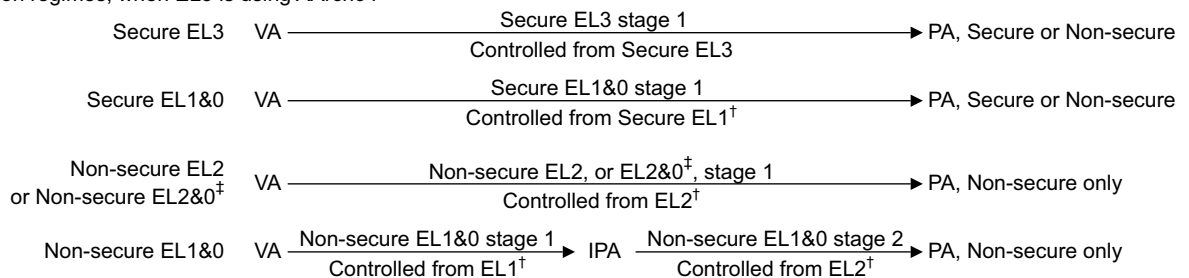 Secure EL3 VA Secure EL3 stage 1 PA, Secure or Non-secure
Controlled from Secure EL3
Secure EL1&0 VA Secure EL1&0 stage 1 PA, Secure or Non-secure
Controlled from Secure EL1†
Non-secure EL2
or Non-secure EL2&0‡ VA Non-secure EL2, or EL2&0‡, stage 1 PA, Non-secure only
Controlled from EL2†
Non-secure EL1&0 VA Non-secure EL1&0 stage 1 IPA Non-secure EL1&0 stage 2 PA, Non-secure only
Controlled from EL1† Controlled from EL2†